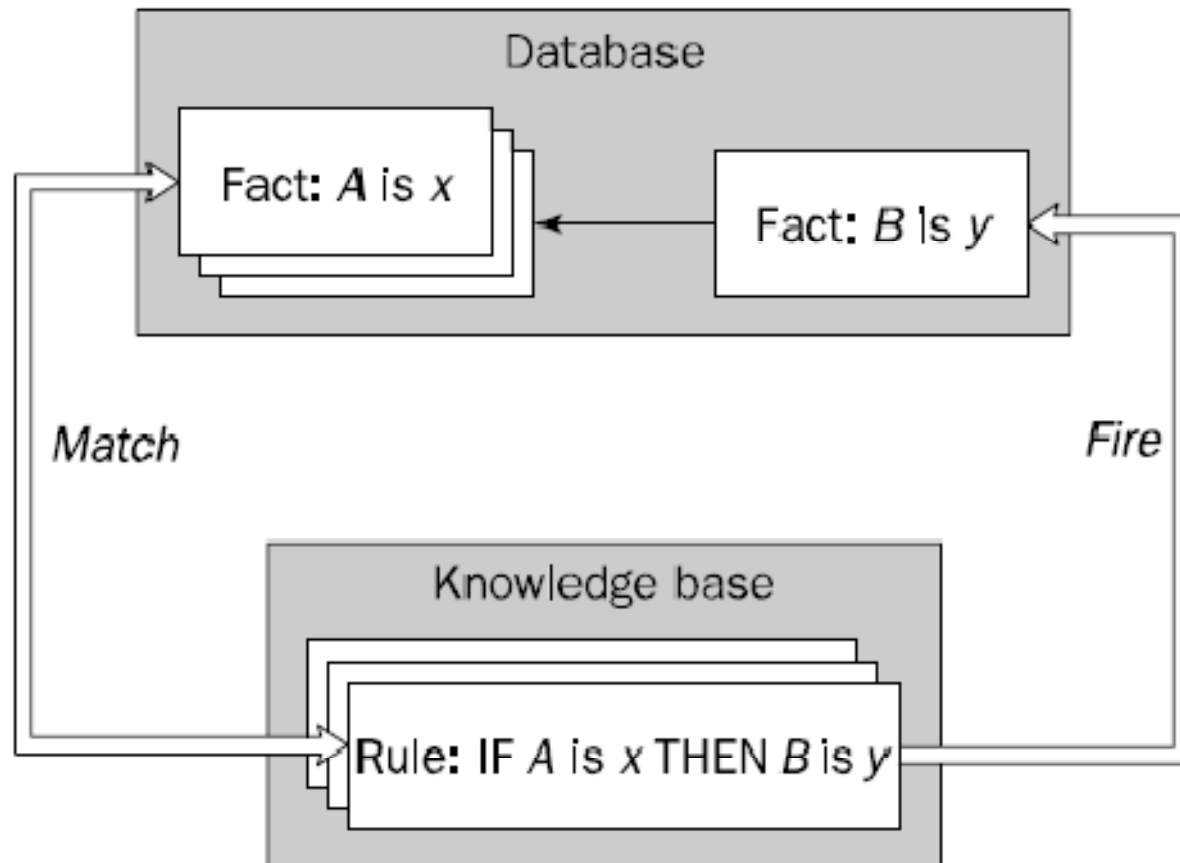 Database
Fact: A is x
Fact: B is y
Match
Fire
Knowledge base
Rule: IF A is x THEN B is y